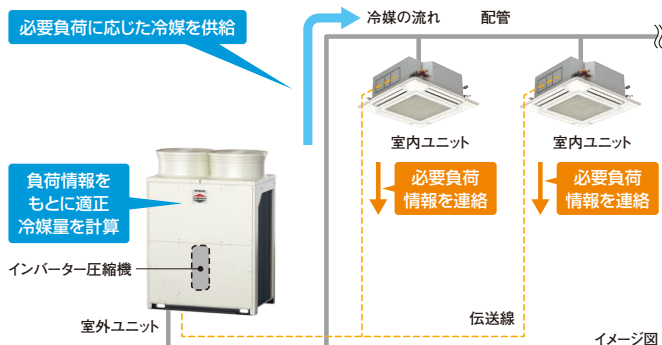 必要負荷に応じた冷媒を供給
冷媒の流れ
配管
室内ユニット
室内ユニット
必要負荷
情報を連絡
必要負荷
情報を連絡
負荷情報を
もとに適正
冷媒量を計算
インバーター圧縮機
室外ユニット
伝送線
イメージ図